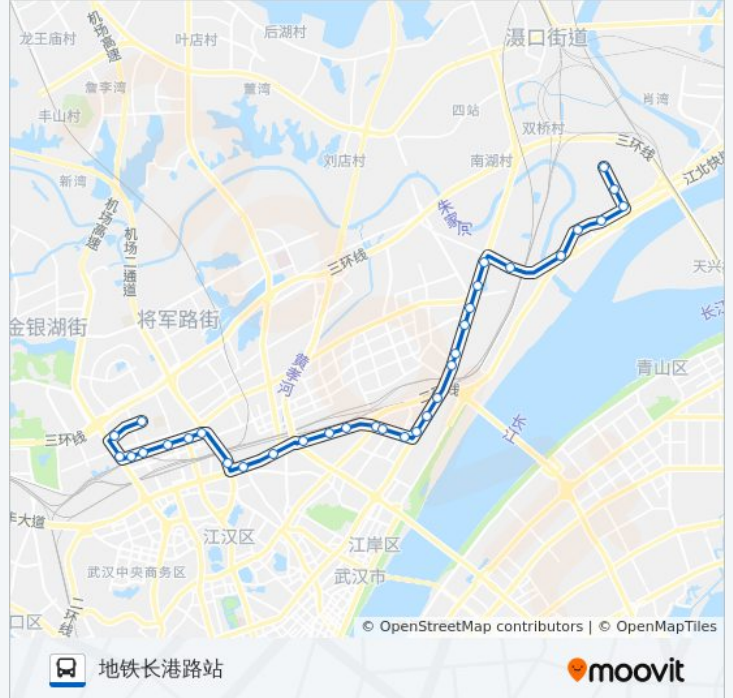 机场高速
龙王庙村
叶店村
后湖村
滠口街道
詹李湾
董湾
肖湾
丰山村
四站
双桥村
三环线
刘店村
南湖村
江北快
新湾
朱家河
机场高速
机场二通道
三环线
天兴
长江
金银湖街
将军路街
黄孝河
青山区
二环线
长江
三环线
车大道
江汉区
江岸区
武汉中央商务区
武汉市
二环线
口区
© OpenStreetMap contributors | © OpenMapTiles
地铁长港路站
moovit